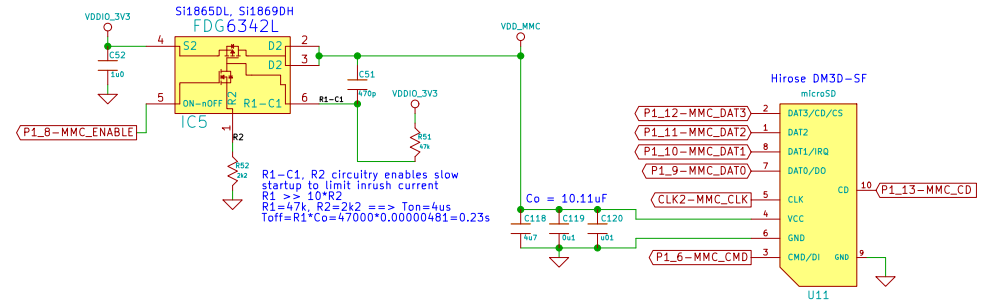 Si1865DL, Si1869DH
VDDIO_3V3
FDG6342L
VDD_MMC
4
S2
D2
2
D2
3
C52
1u0
C51
470p
VDDIO_3V3
Hirose DM3D-SF
microSD
5
ON-nOFF
R2
R1-C1
6
R1-C1
P1_8-MMC_ENABLE
IC5
1
R2
R51
47k
R52
2k2
R1-C1, R2 circuitry enables slow
startup to limit inrush current
R1 >> 10*R2
R1=47k, R2=2k2 ==> Ton=4us
Toff=R1*Co=47000*0.00000481=0.23s
P1_12-MMC_DAT3
2
DAT3/CD/CS
P1_11-MMC_DAT2
1
DAT2
P1_10-MMC_DAT1
8
DAT1/IRQ
P1_9-MMC_DAT0
7
DAT0/DO
CD
10
P1_13-MMC_CD
Co = 10.11uF
CLK2-MMC_CLK
5
CLK
C118
4u7
C119
0u1
C120
u01
4
VCC
6
GND
P1_6-MMC_CMD
3
CMD/DI
GND
9
U11